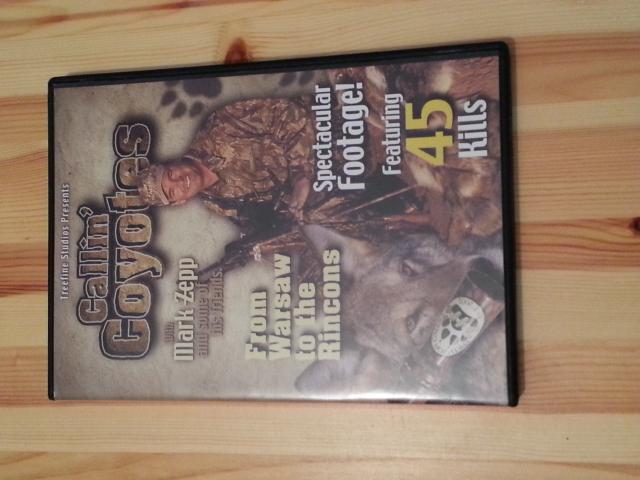 Treeline Studios Presents
Callin'
Coyotes
with
Mark Zepp
and some of
his friends.
From
Warsaw
to the
Rincons
Spectacular
Footage!
Featuring
45
Kills